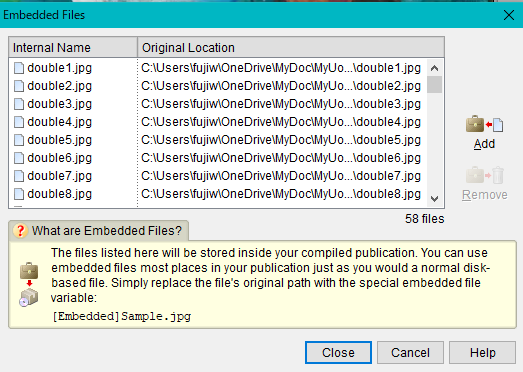 Embedded Files
Internal Name Original Location
double1.jpg C:\Users\fujiw\OneDrive\MyDoc\MyUo...\double1.jpg
double2.jpg C:\Users\fujiw\OneDrive\MyDoc\MyUo...\double2.jpg
double3.jpg C:\Users\fujiw\OneDrive\MyDoc\MyUo...\double3.jpg
double4.jpg C:\Users\fujiw\OneDrive\MyDoc\MyUo...\double4.jpg
double5.jpg C:\Users\fujiw\OneDrive\MyDoc\MyUo...\double5.jpg
double6.jpg C:\Users\fujiw\OneDrive\MyDoc\MyUo...\double6.jpg
double7.jpg C:\Users\fujiw\OneDrive\MyDoc\MyUo...\double7.jpg
double8.jpg C:\Users\fujiw\OneDrive\MyDoc\MyUo...\double8.jpg
Add
Remove
58 files
What are Embedded Files?
The files listed here will be stored inside your compiled publication. You can use
embedded files most places in your publication just as you would a normal disk-
based file. Simply replace the file's original path with the special embedded file
variable:
[Embedded]Sample.jpg
Close Cancel Help